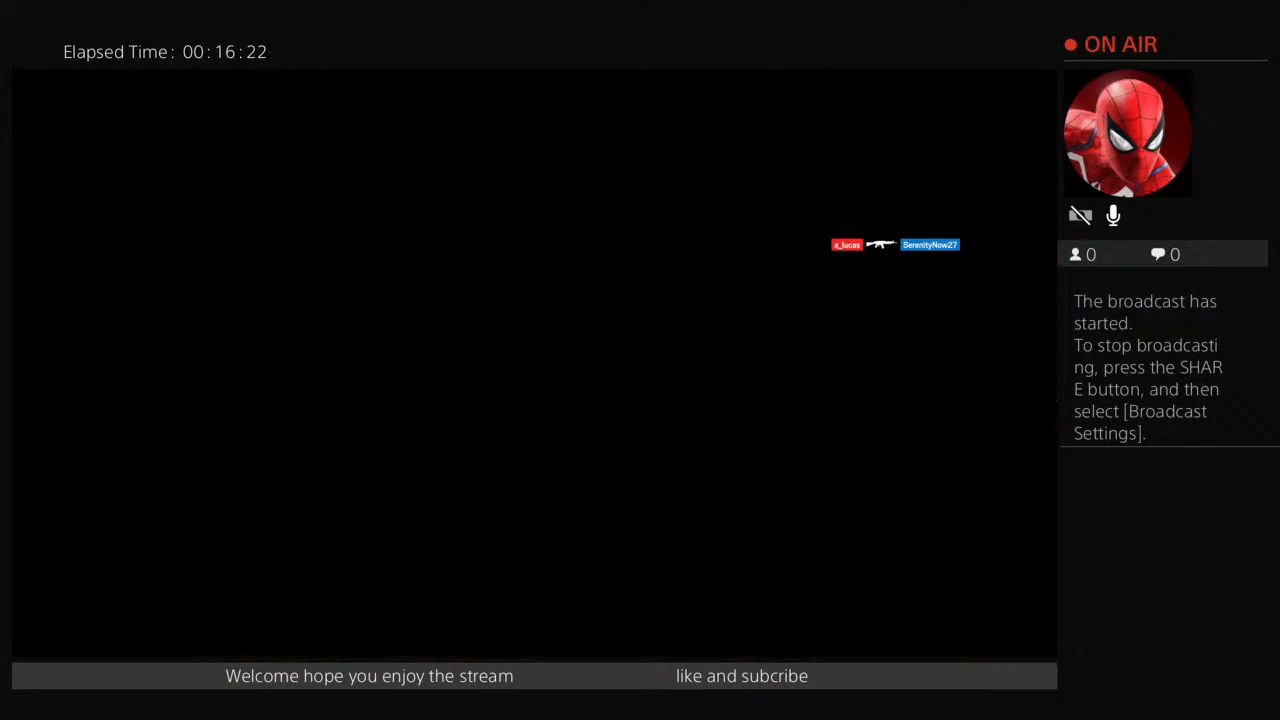 Elapsed Time: 00:16:22
ON AIR
a_lucas SerenityNow27
0 0
The broadcast has
started.
To stop broadcasti
ng, press the SHAR
E button, and then
select [Broadcast
Settings].
Welcome hope you enjoy the stream like and subcribe